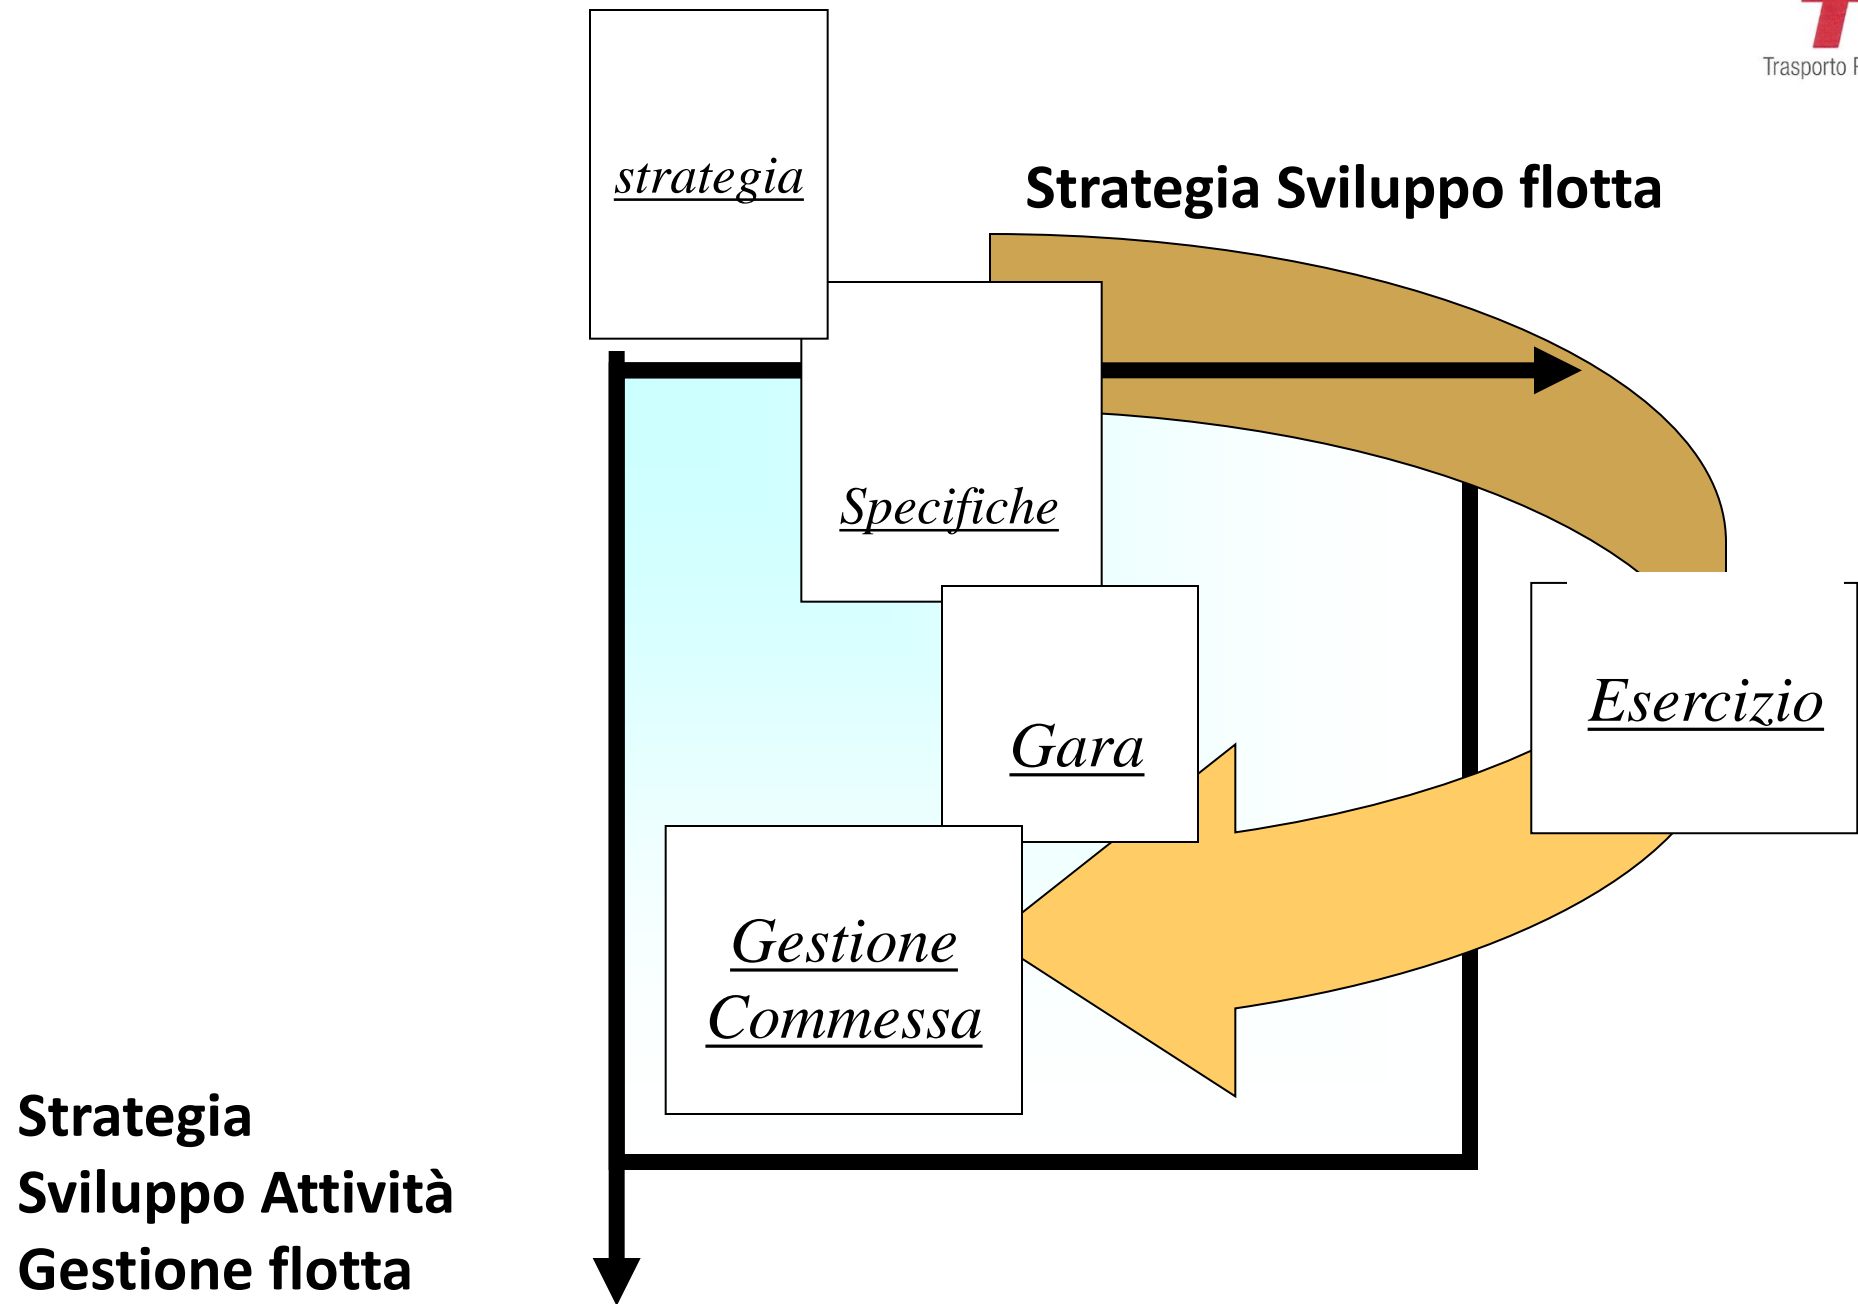 Trasporto
strategia
Strategia Sviluppo flotta
Specifiche
Esercizio
Gara
Gestione
Commessa
Strategia
Sviluppo Attività
Gestione flotta